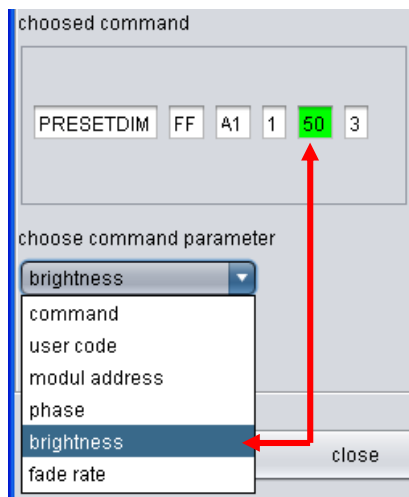 choosed command
PRESETDIM FF A1 1 50 3
choose command parameter
brightness
command
user code
modul address
phase
brightness
fade rate
close